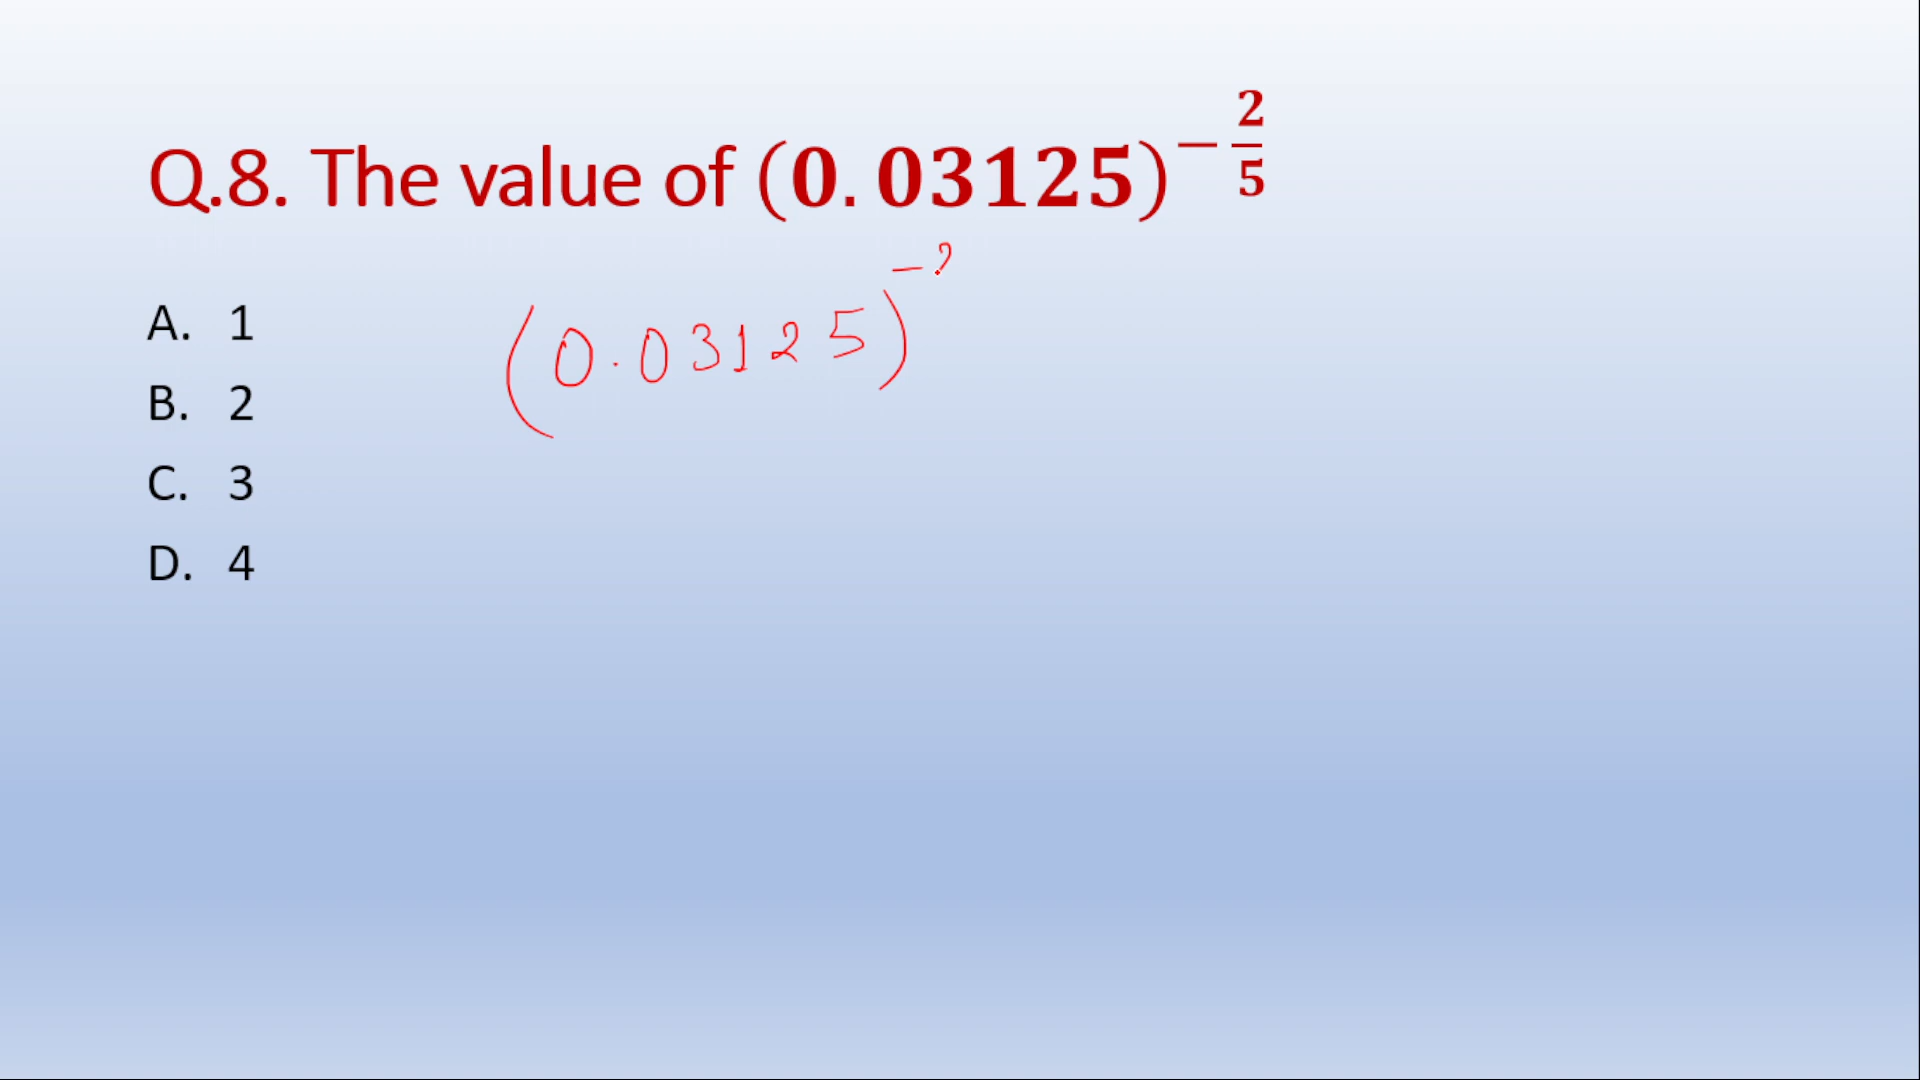 Q.8. The value of (0.03125)^{-2/5}
(0.03125)^{-2}
A. 1
B. 2
C. 3
D. 4